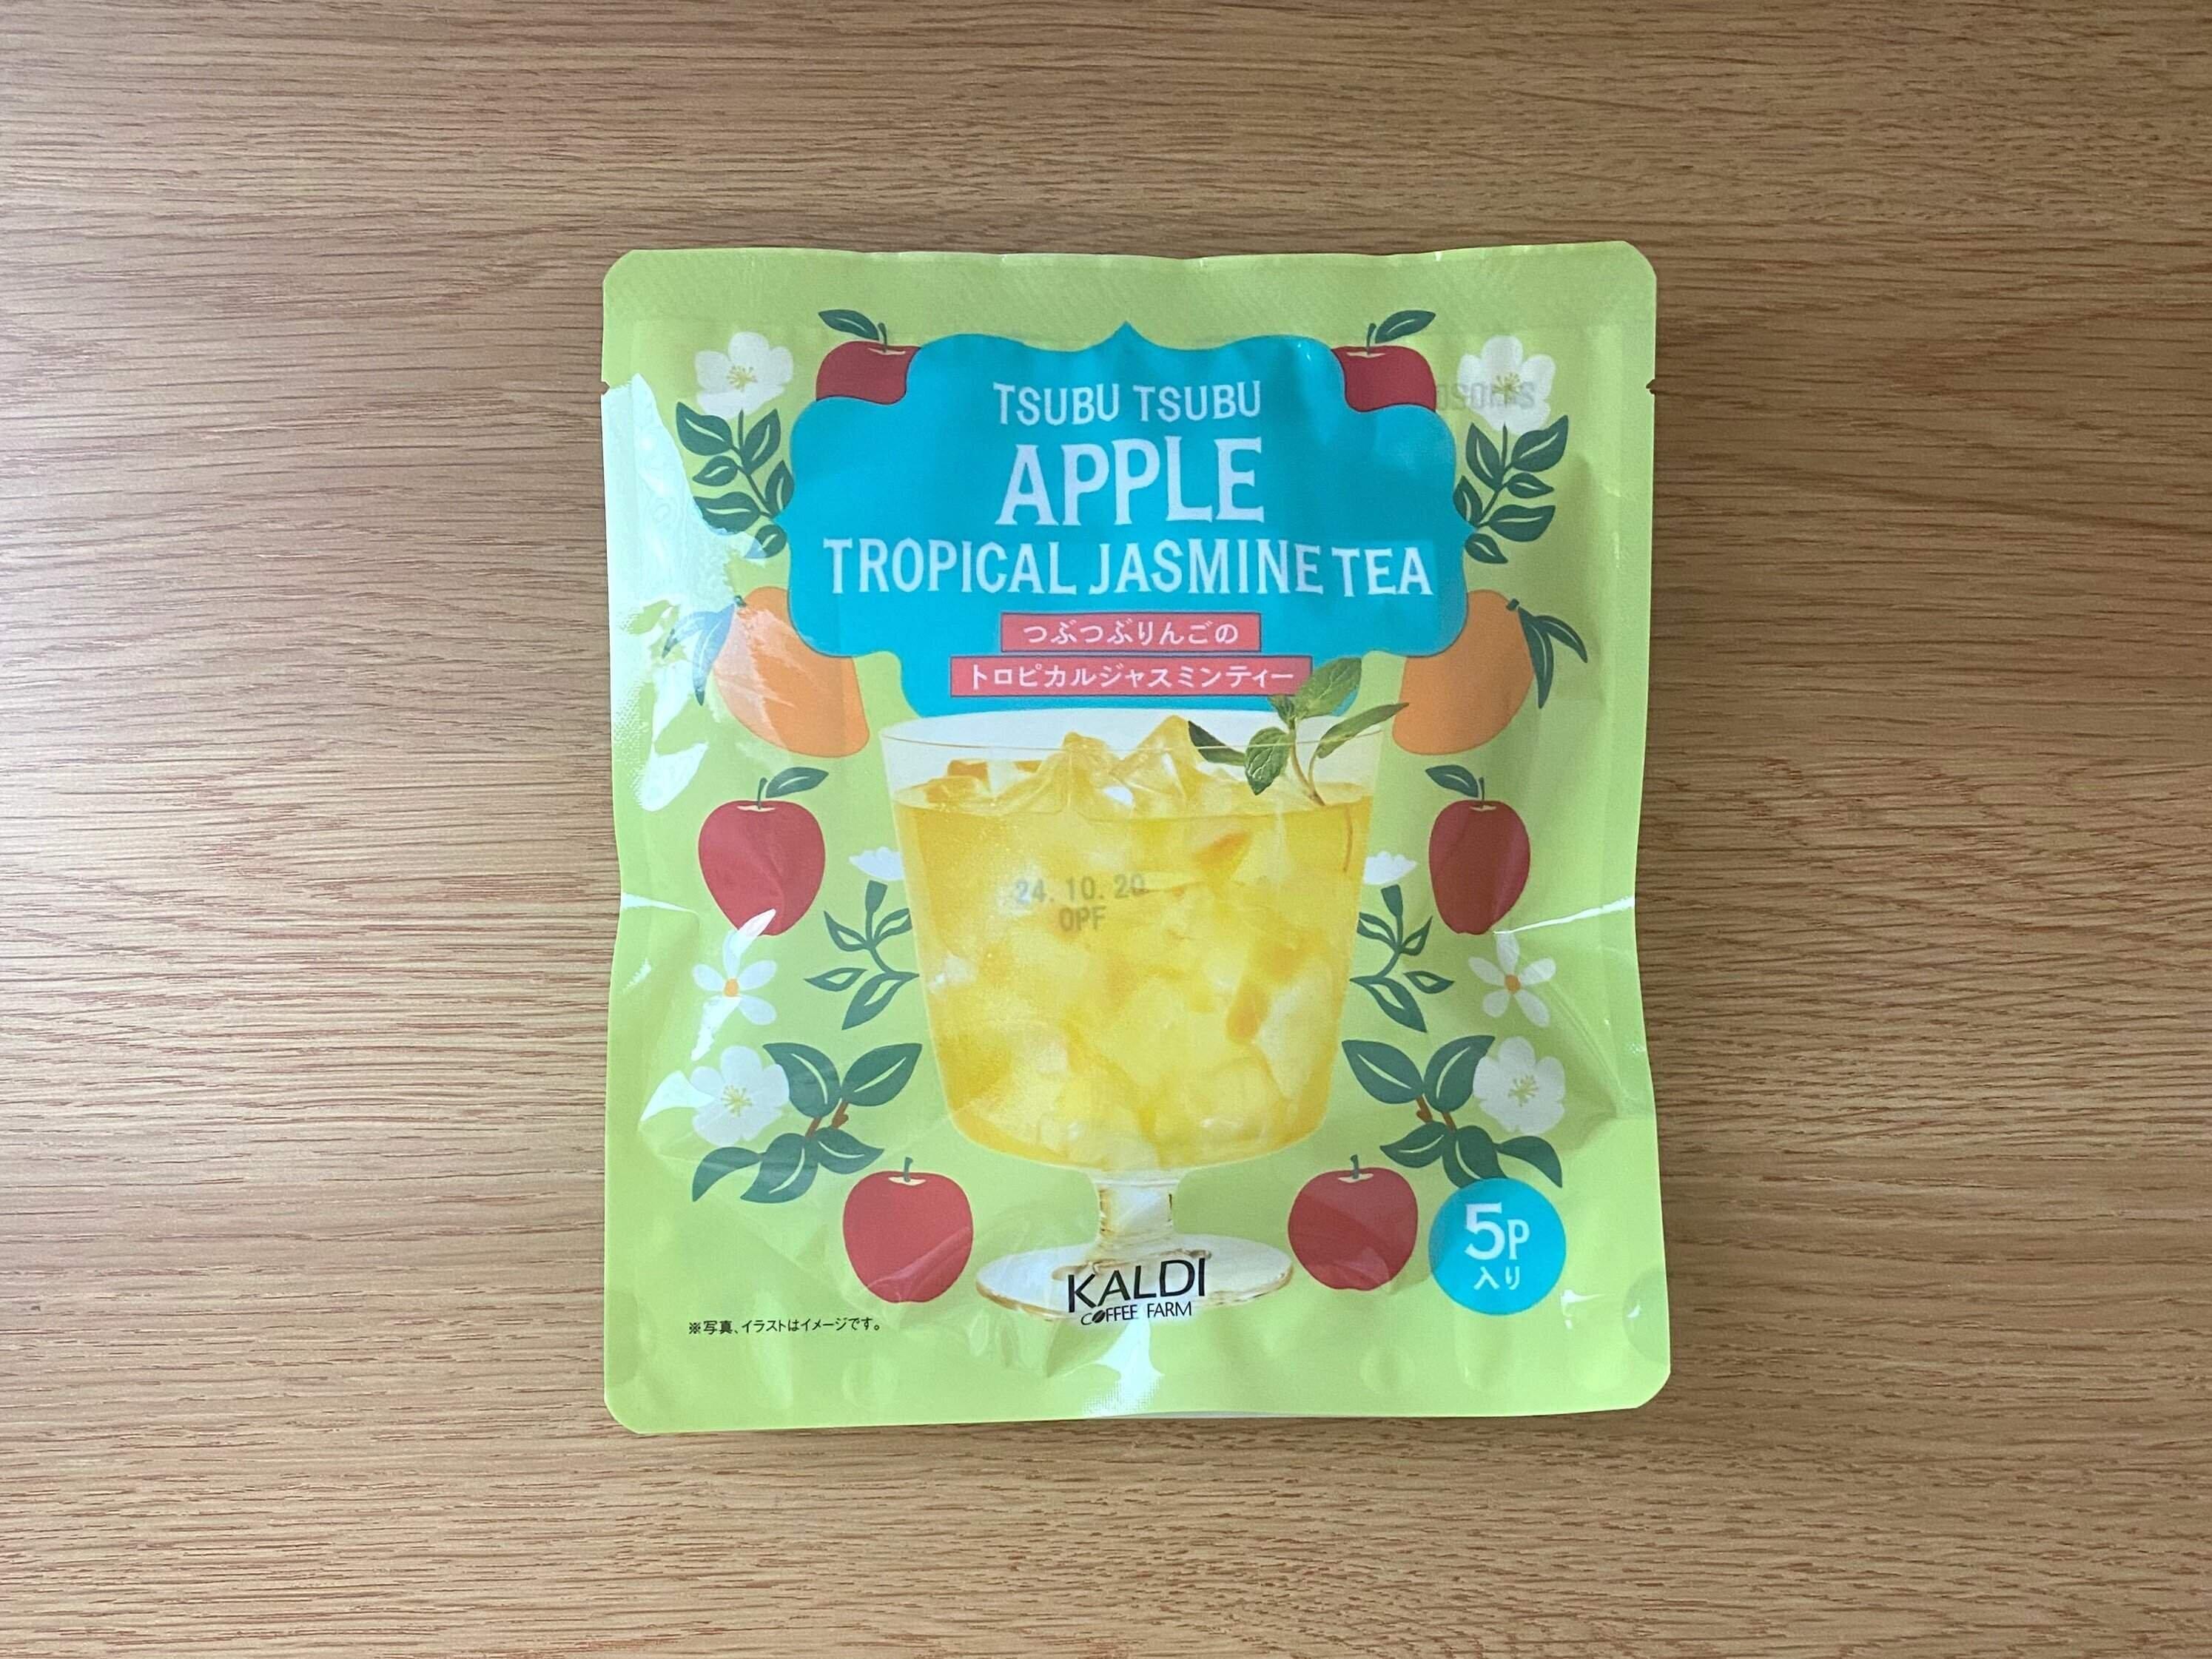 TSUBU TSUBU
APPLE
TROPICAL JASMINE TEA
つぶつぶりんごの
トロピカルジャスミンティー
24.10.20
OPF
5P
入り
KALDI
COFFEE FARM
※写真、イラストはイメージです。